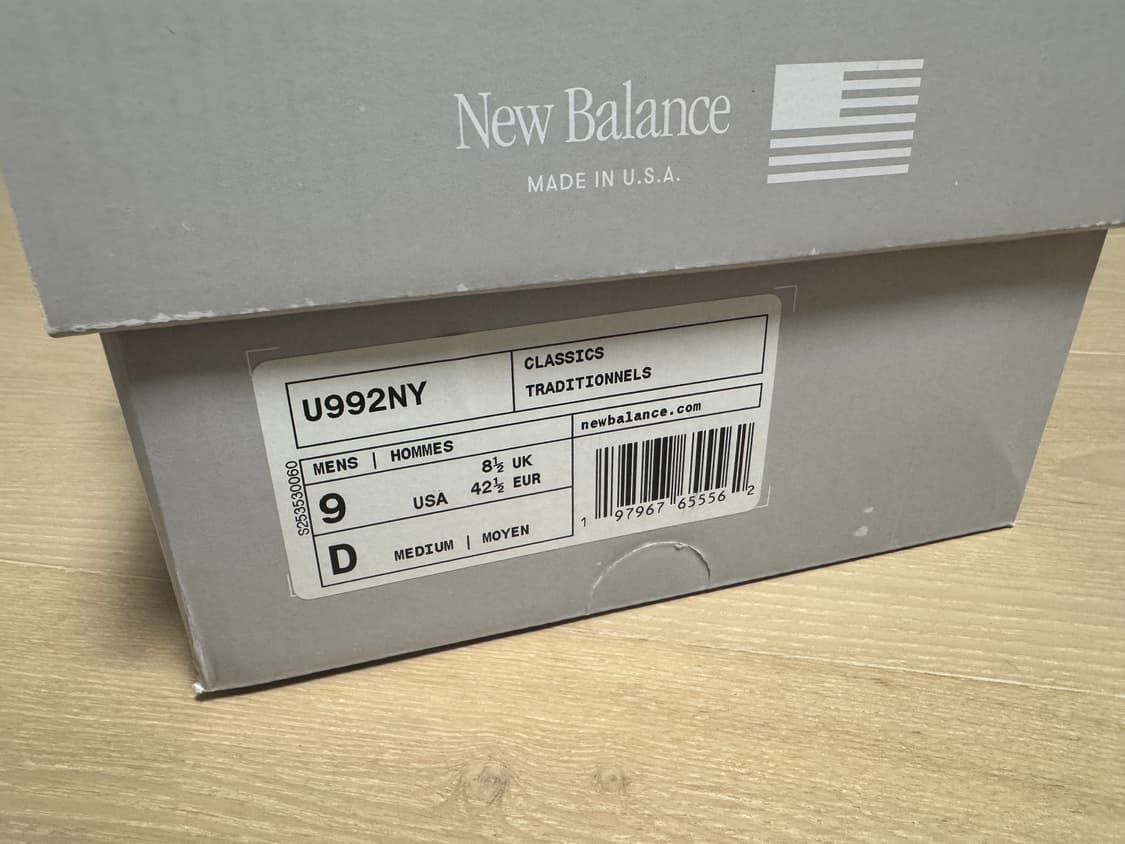 New Balance
MADE IN U.S.A.
U992NY
CLASSICS
TRADITIONNELS
newbalance.com
MENS | HOMMES
9 USA 8½ UK
42½ EUR
D MEDIUM | MOYEN
S253530060
1 97967 65556 2